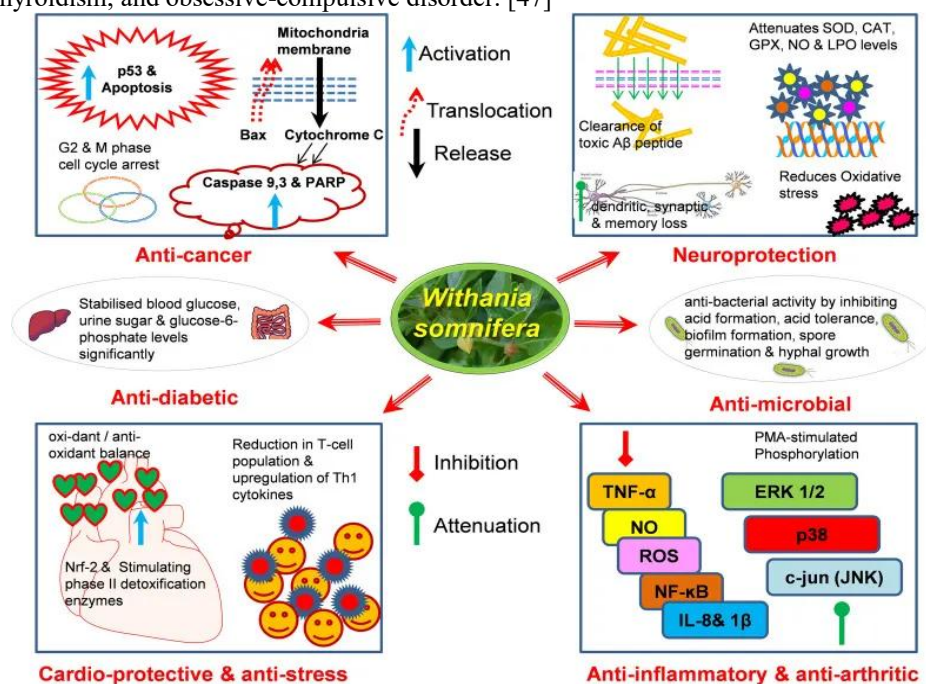 hyroidism, and obsessive-compulsive disorder. [47]
p53 &
Apoptosis
Mitochondria
membrane
Bax
Cytochrome C
G2 & M phase
cell cycle arrest
Caspase 9,3 & PARP
Anti-cancer
Activation
Translocation
Release
Attenuates SOD, CAT,
GPX, NO & LPO levels
Clearance of
toxic Aβ peptide
dendritic, synaptic
& memory loss
Reduces Oxidative
stress
Neuroprotection
Stabilised blood glucose,
urine sugar & glucose-6-
phosphate levels
significantly
Anti-diabetic
Withania
somnifera
anti-bacterial activity by inhibiting
acid formation, acid tolerance,
biofilm formation, spore
germination & hyphal growth
Anti-microbial
oxi-dant / anti-
oxidant balance
Nrf-2 & Stimulating
phase II detoxification
enzymes
Reduction in T-cell
population &
upregulation of Th1
cytokines
Cardio-protective & anti-stress
Inhibition
Attenuation
PMA-stimulated
Phosphorylation
TNF-α
NO
ROS
NF-κB
IL-8& 1β
ERK 1/2
p38
c-jun (JNK)
Anti-inflammatory & anti-arthritic